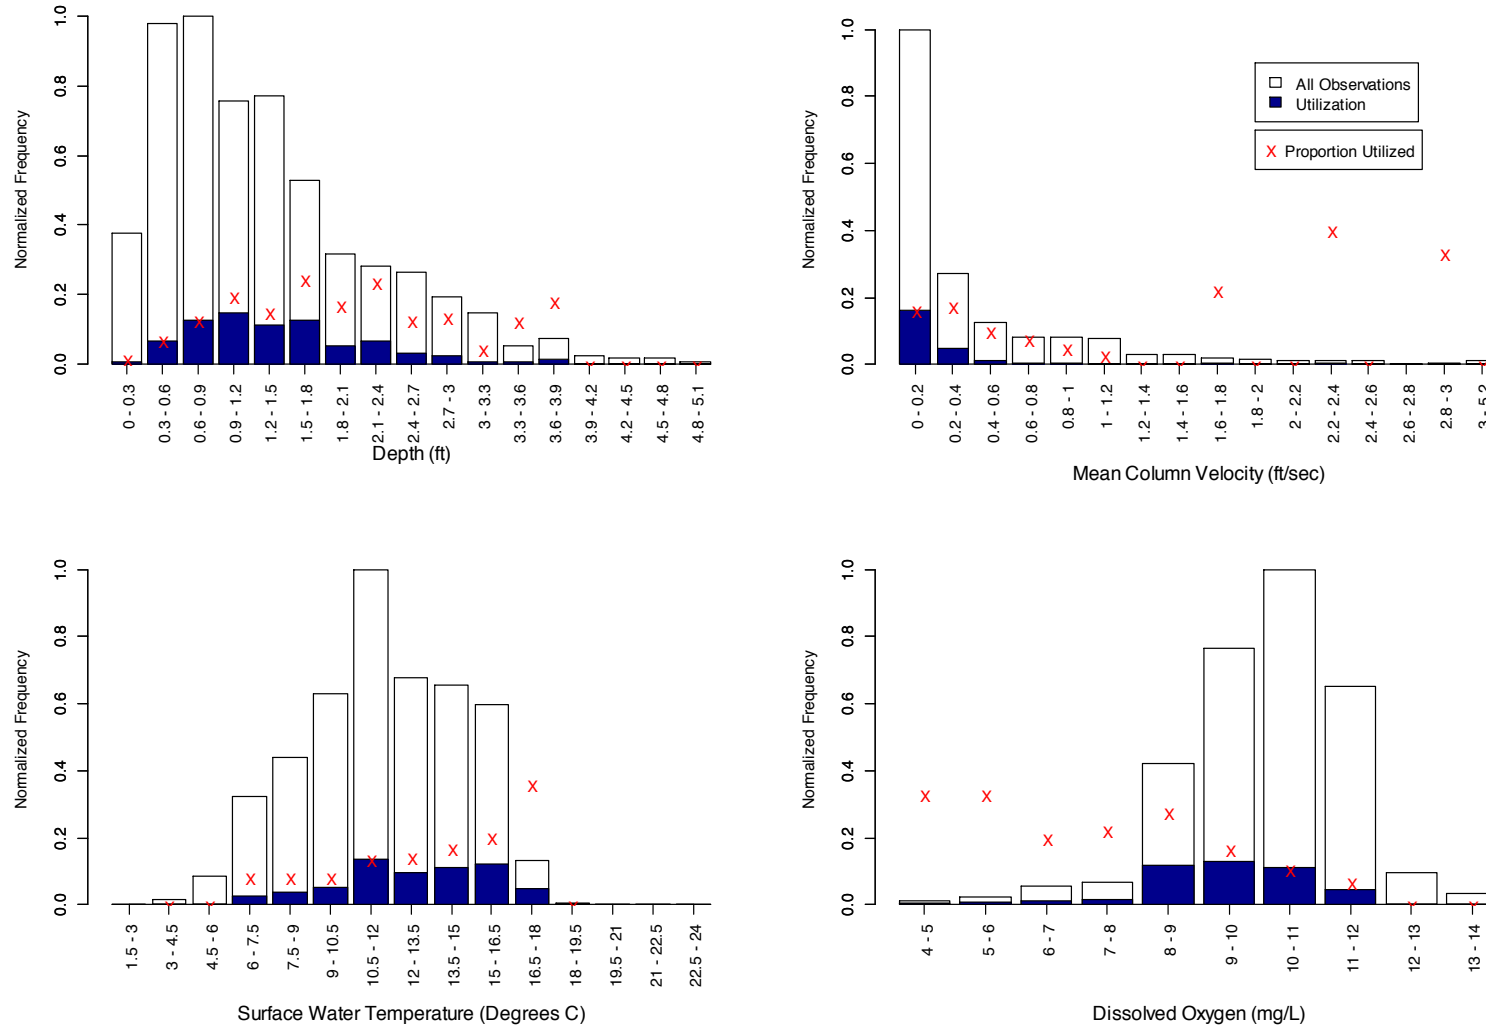 Normalized Frequency
1.0
0.8
0.6
0.4
0.2
0.0
0 - 0.3
0.3 - 0.6
0.6 - 0.9
0.9 - 1.2
1.2 - 1.5
1.5 - 1.8
1.8 - 2.1
2.1 - 2.4
2.4 - 2.7
2.7 - 3
3 - 3.3
3.3 - 3.6
3.6 - 3.9
3.9 - 4.2
4.2 - 4.5
4.5 - 4.8
4.8 - 5.1
Depth (ft)
Normalized Frequency
1.0
0.8
0.6
0.4
0.2
0.0
All Observations
Utilization
X Proportion Utilized
0 - 0.2
0.2 - 0.4
0.4 - 0.6
0.6 - 0.8
0.8 - 1
1 - 1.2
1.2 - 1.4
1.4 - 1.6
1.6 - 1.8
1.8 - 2
2 - 2.2
2.2 - 2.4
2.4 - 2.6
2.6 - 2.8
2.8 - 3
3 - 5.2
Mean Column Velocity (ft/sec)
Normalized Frequency
1.0
0.8
0.6
0.4
0.2
0.0
1.5 - 3
3 - 4.5
4.5 - 6
6 - 7.5
7.5 - 9
9 - 10.5
10.5 - 12
12 - 13.5
13.5 - 15
15 - 16.5
16.5 - 18
18 - 19.5
19.5 - 21
21 - 22.5
22.5 - 24
Surface Water Temperature (Degrees C)
Normalized Frequency
1.0
0.8
0.6
0.4
0.2
0.0
4 - 5
5 - 6
6 - 7
7 - 8
8 - 9
9 - 10
10 - 11
11 - 12
12 - 13
13 - 14
Dissolved Oxygen (mg/L)